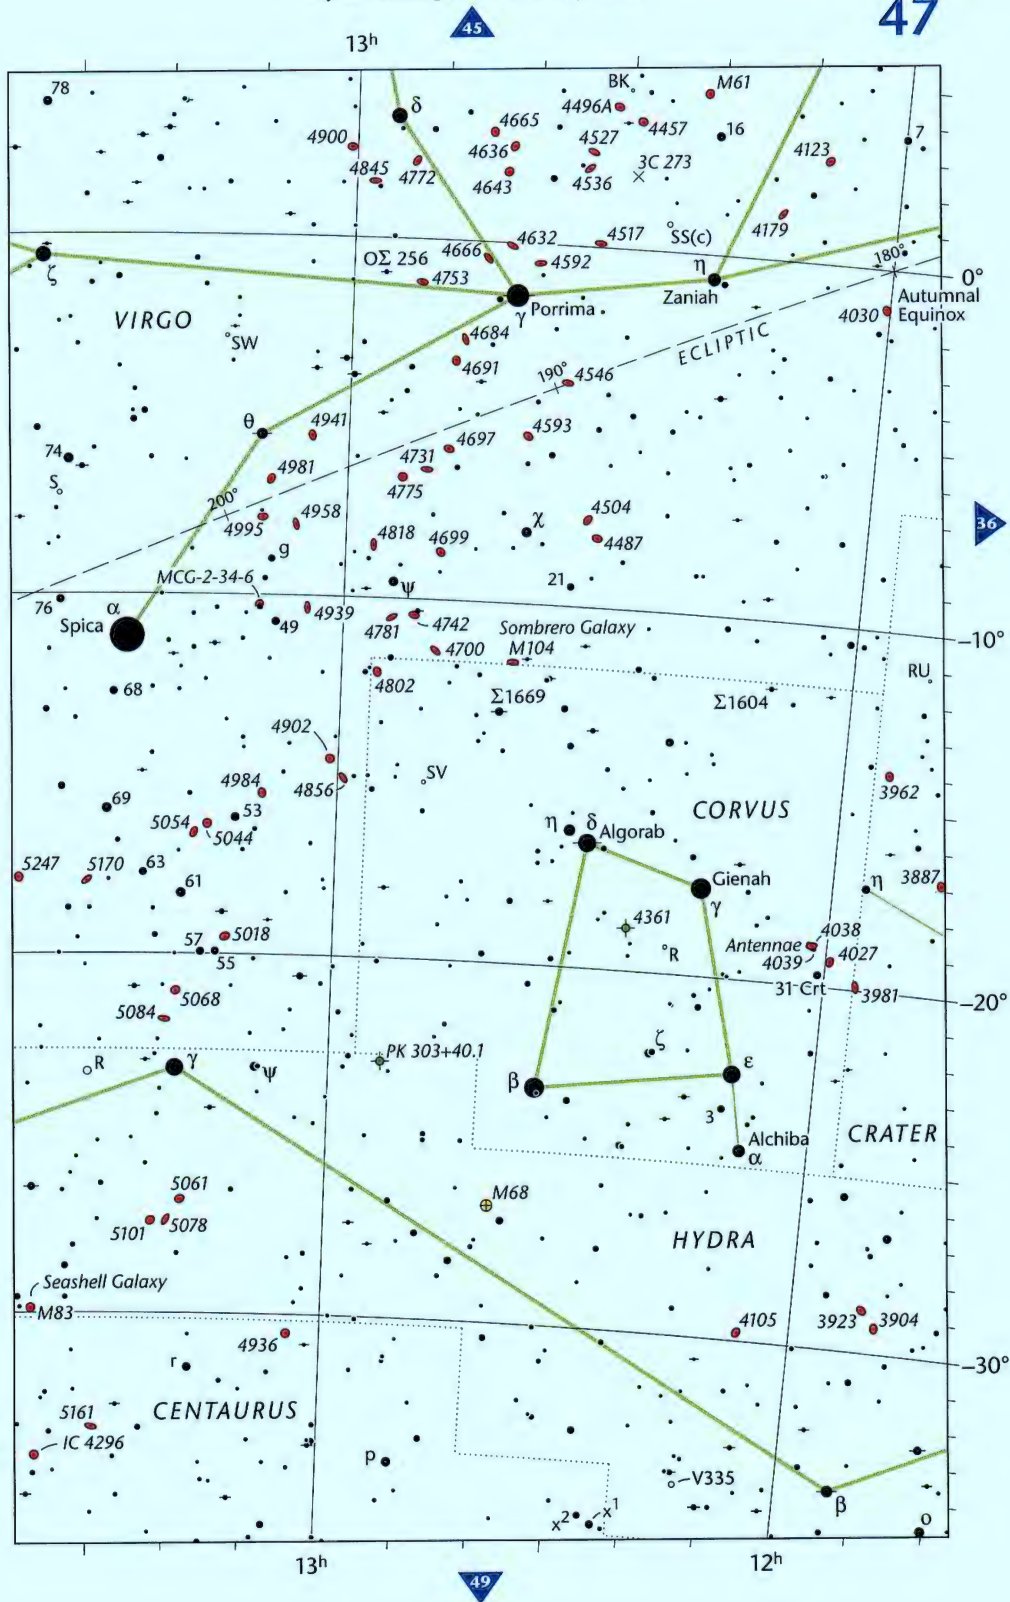 47
45
13h
78
BK
M61
δ
4496A
4665
4900
4527
4457
16
7
4636
4123
4845
3C 273
4772
4643
4536
4179
4632
4517
SS(c)
4666
180°
OΣ 256
4592
η
ζ
4753
Zaniah
0°
Porrima
γ
Autumnal
Equinox
VIRGO
4030
SW
4684
ECLIPTIC
4691
190°
4546
θ
4941
4593
4697
74
4731
4981
S
4775
200°
4504
χ
4958
36
4995
4818
4699
4487
g
MCG-2-34-6
ψ
21
76
α
4939
Spica
49
4781
4742
–10°
Sombrero Galaxy
4700
M104
4802
RU
68
Σ1669
Σ1604
4902
SV
4984
4856
3962
69
CORVUS
53
5054
η
δ
Algorab
5044
5247
5170
63
Gienah
3887
61
γ
η
4361
5018
4038
57
Antennae
R
4039
4027
55
31 Crt
3981
5068
–20°
5084
PK 303+40.1
R
γ
ψ
ζ
ε
β
3
Alchiba
CRATER
α
5061
M68
5101
5078
HYDRA
Seashell Galaxy
M83
4105
3923
3904
4936
r
–30°
5161
CENTAURUS
IC 4296
p
V335
x²
x¹
β
ο
13h
12h
49